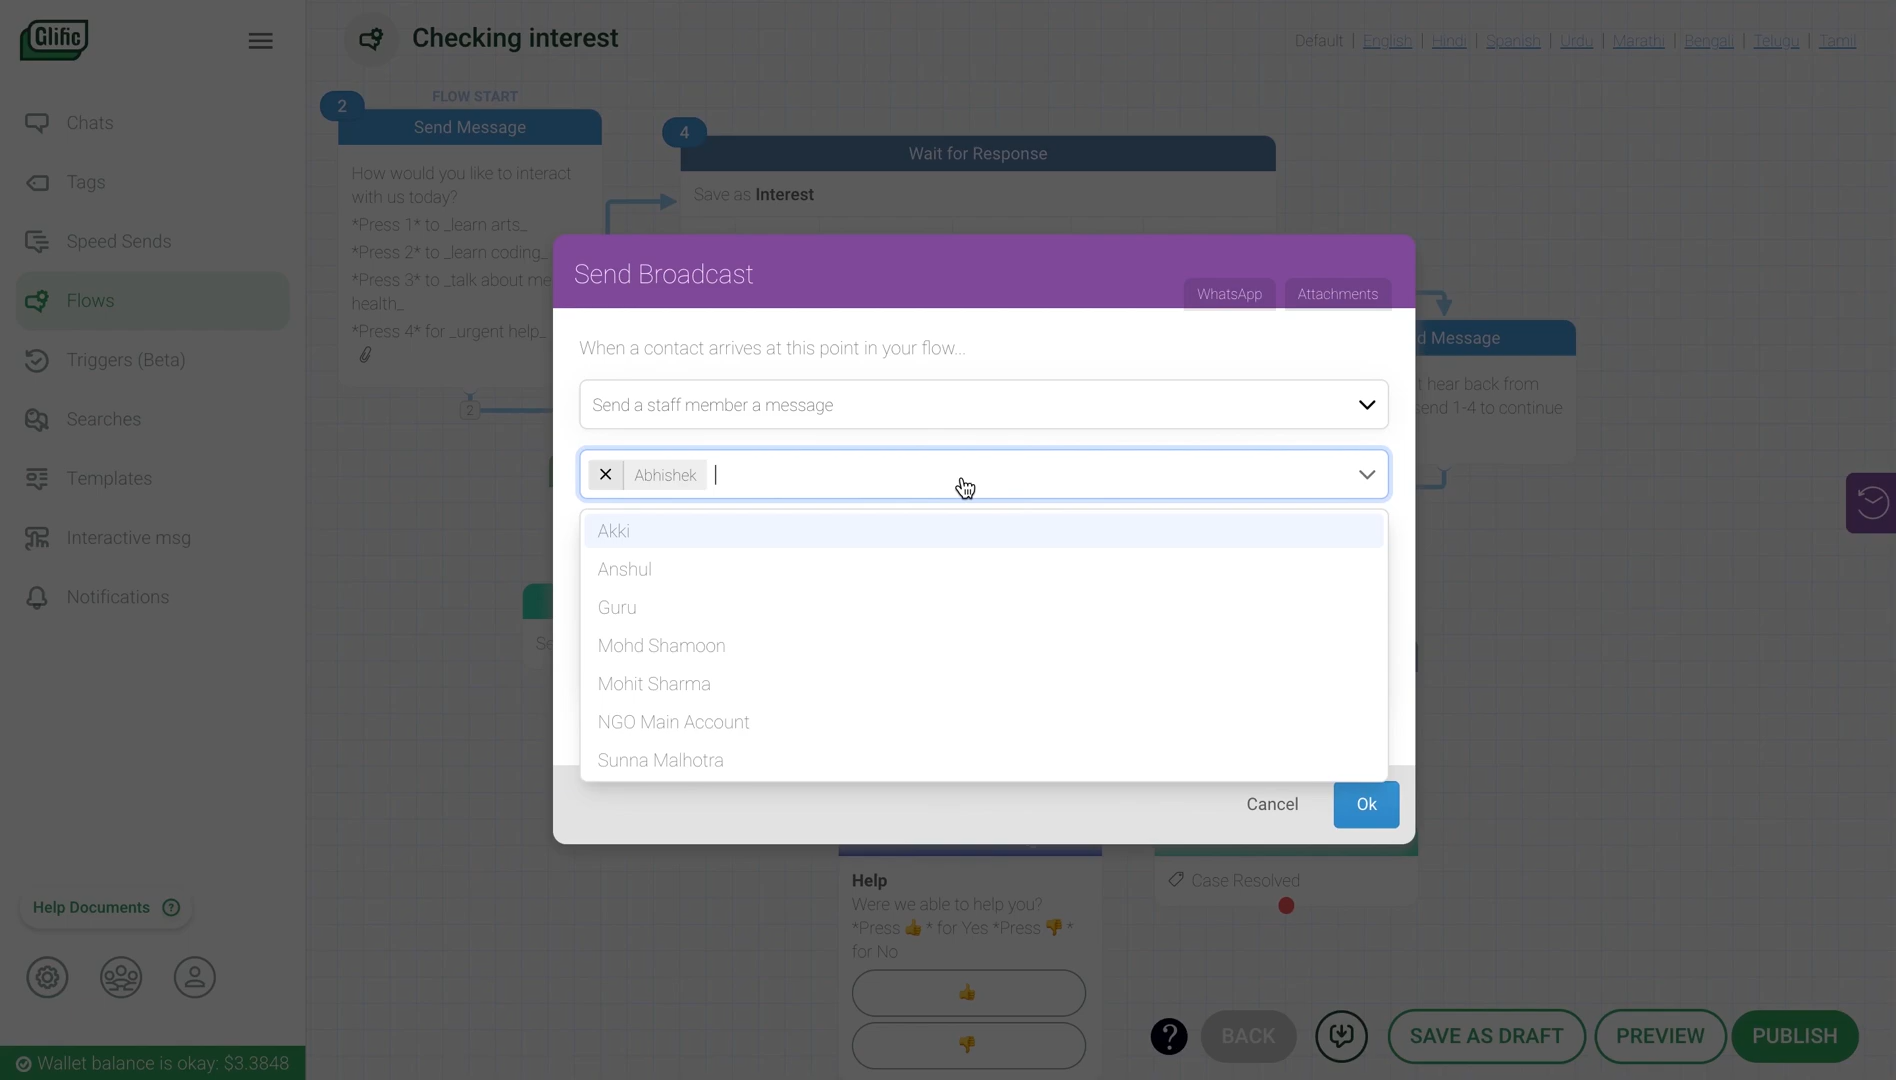 Glific
Checking interest
Default | English | Hindi | Spanish | Urdu | Marathi | Bengali | Telugu | Tamil
Chats
Tags
Speed Sends
Flows
Triggers (Beta)
Searches
Templates
Interactive msg
Notifications
Help Documents ?
Wallet balance is okay: $3.3848
2
FLOW START
Send Message
How would you like to interact
with us today?
*Press 1* to _learn arts_
*Press 2* to _learn coding_
*Press 3* to _talk about me
health_
*Press 4* for _urgent help_
2
4
Wait for Response
Save as Interest
Send Broadcast
WhatsApp
Attachments
When a contact arrives at this point in your flow...
Send a staff member a message
Abhishek
Akki
Anshul
Guru
Mohd Shamoon
Mohit Sharma
NGO Main Account
Sunna Malhotra
Cancel
Ok
d Message
t hear back from
send 1-4 to continue
Se
Help
Were we able to help you?
*Press 👍 * for Yes *Press 👎 *
for No
👍
👎
Case Resolved
?
BACK
SAVE AS DRAFT
PREVIEW
PUBLISH